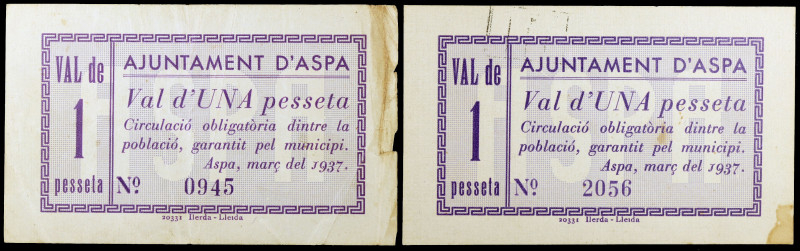 VAL de
1
pesseta
AJUNTAMENT D'ASPA
Val d'UNA pesseta
Circulació obligatòria dintre la
població, garantit pel municipi.
Aspa, març del 1937.
Nº 0945
20331 Ilerda - Lleida
VAL de
1
pesseta
AJUNTAMENT D'ASPA
Val d'UNA pesseta
Circulació obligatòria dintre la
població, garantit pel municipi.
Aspa, març del 1937.
Nº 2056
20331 Ilerda - Lleida